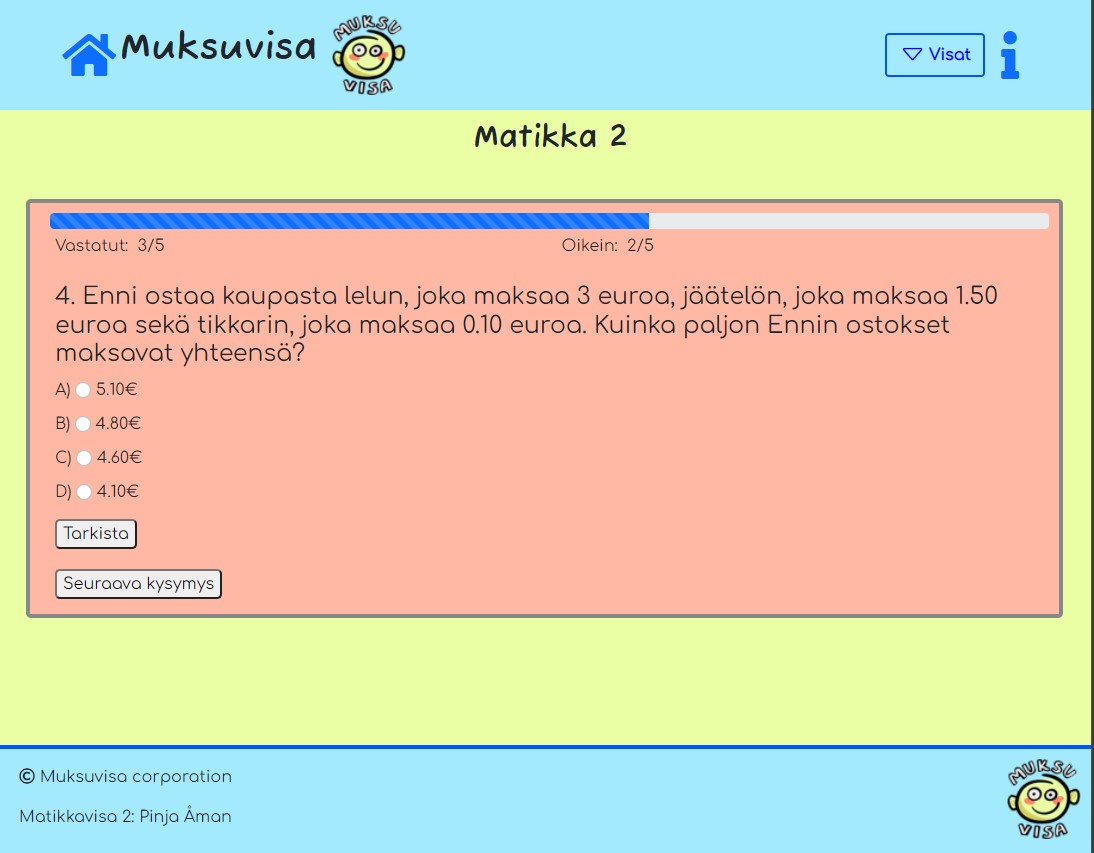 Muksuvisa
MUKSU
VISA
Visat
Matikka 2
Vastatut: 3/5
Oikein: 2/5
4. Enni ostaa kaupasta lelun, joka maksaa 3 euroa, jäätelön, joka maksaa 1.50
euroa sekä tikkarin, joka maksaa 0.10 euroa. Kuinka paljon Ennin ostokset
maksavat yhteensä?
A) 5.10€
B) 4.80€
C) 4.60€
D) 4.10€
Tarkista
Seuraava kysymys
© Muksuvisa corporation
Matikkavisa 2: Pinja Åman
MUKSU
VISA